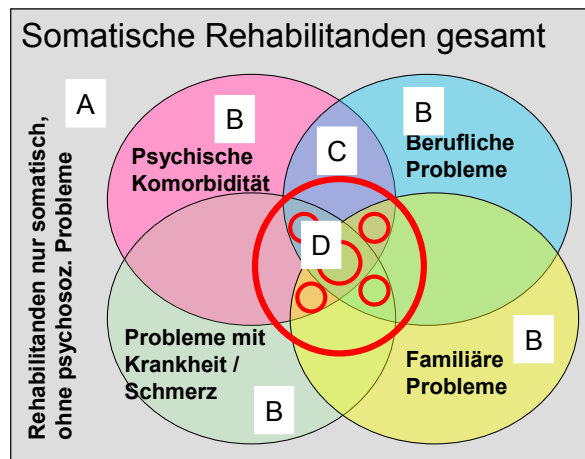 Somatische Rehabilitanden gesamt
A
Rehabilitanden nur somatisch,
ohne psychosoz. Probleme
B
Psychische
Komorbidität
C
B
Berufliche
Probleme
D
Probleme mit
Krankheit /
Schmerz
B
Familiäre
Probleme
B